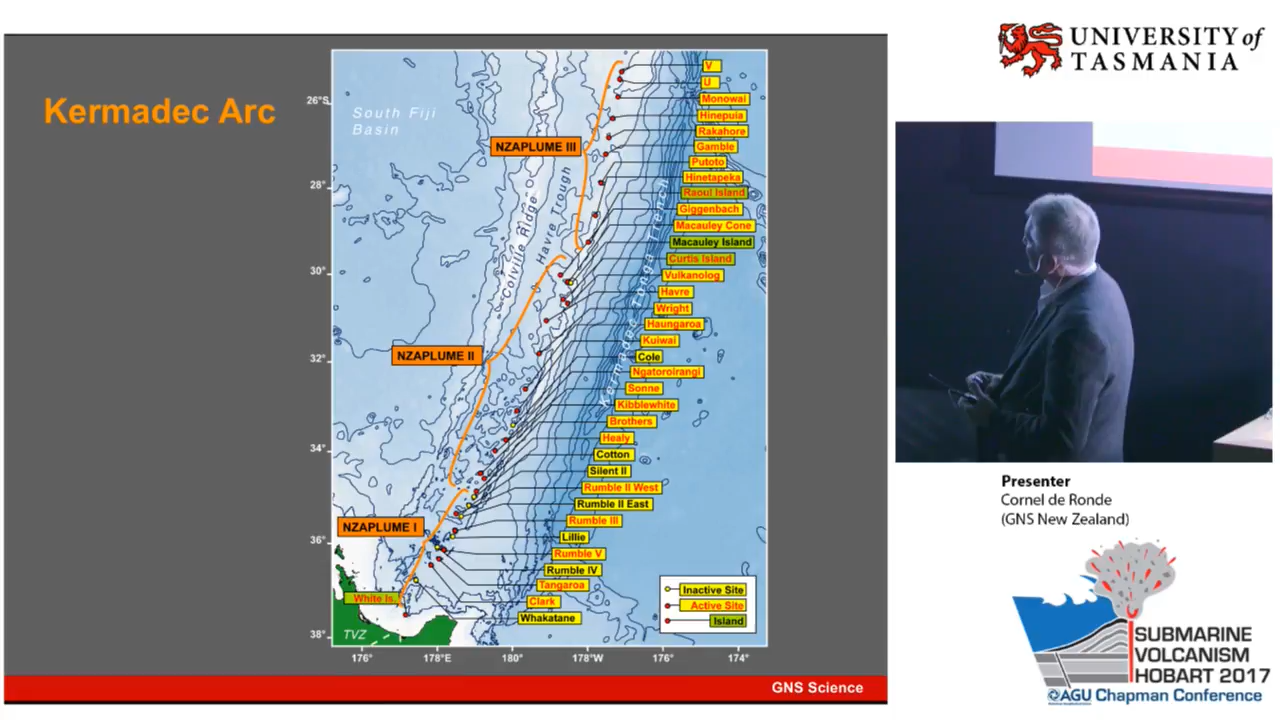 Kermadec Arc
South Fiji
Basin
26°S
28°
30°
32°
34°
36°
38°
NZAPLUME III
NZAPLUME II
NZAPLUME I
Colville Ridge
Havre Trough
Kermadec Tonga Trench
V
U
Monowai
Hinepuia
Rakahore
Gamble
Putoto
Hinetapeka
Raoul Island
Giggenbach
Macauley Cone
Macauley Island
Curtis Island
Vulkanolog
Havre
Wright
Haungaroa
Kuiwai
Cole
Ngatoroirangi
Sonne
Kibblewhite
Brothers
Healy
Cotton
Silent II
Rumble II West
Rumble II East
Rumble III
Lillie
Rumble V
Rumble IV
Tangaroa
Clark
Whakatane
White Is.
TVZ
Inactive Site
Active Site
Island
176°
178°E
180°
178°W
176°
174°
GNS Science
UNIVERSITY of
TASMANIA
Presenter
Cornel de Ronde
(GNS New Zealand)
SUBMARINE
VOLCANISM
HOBART 2017
AGU Chapman Conference